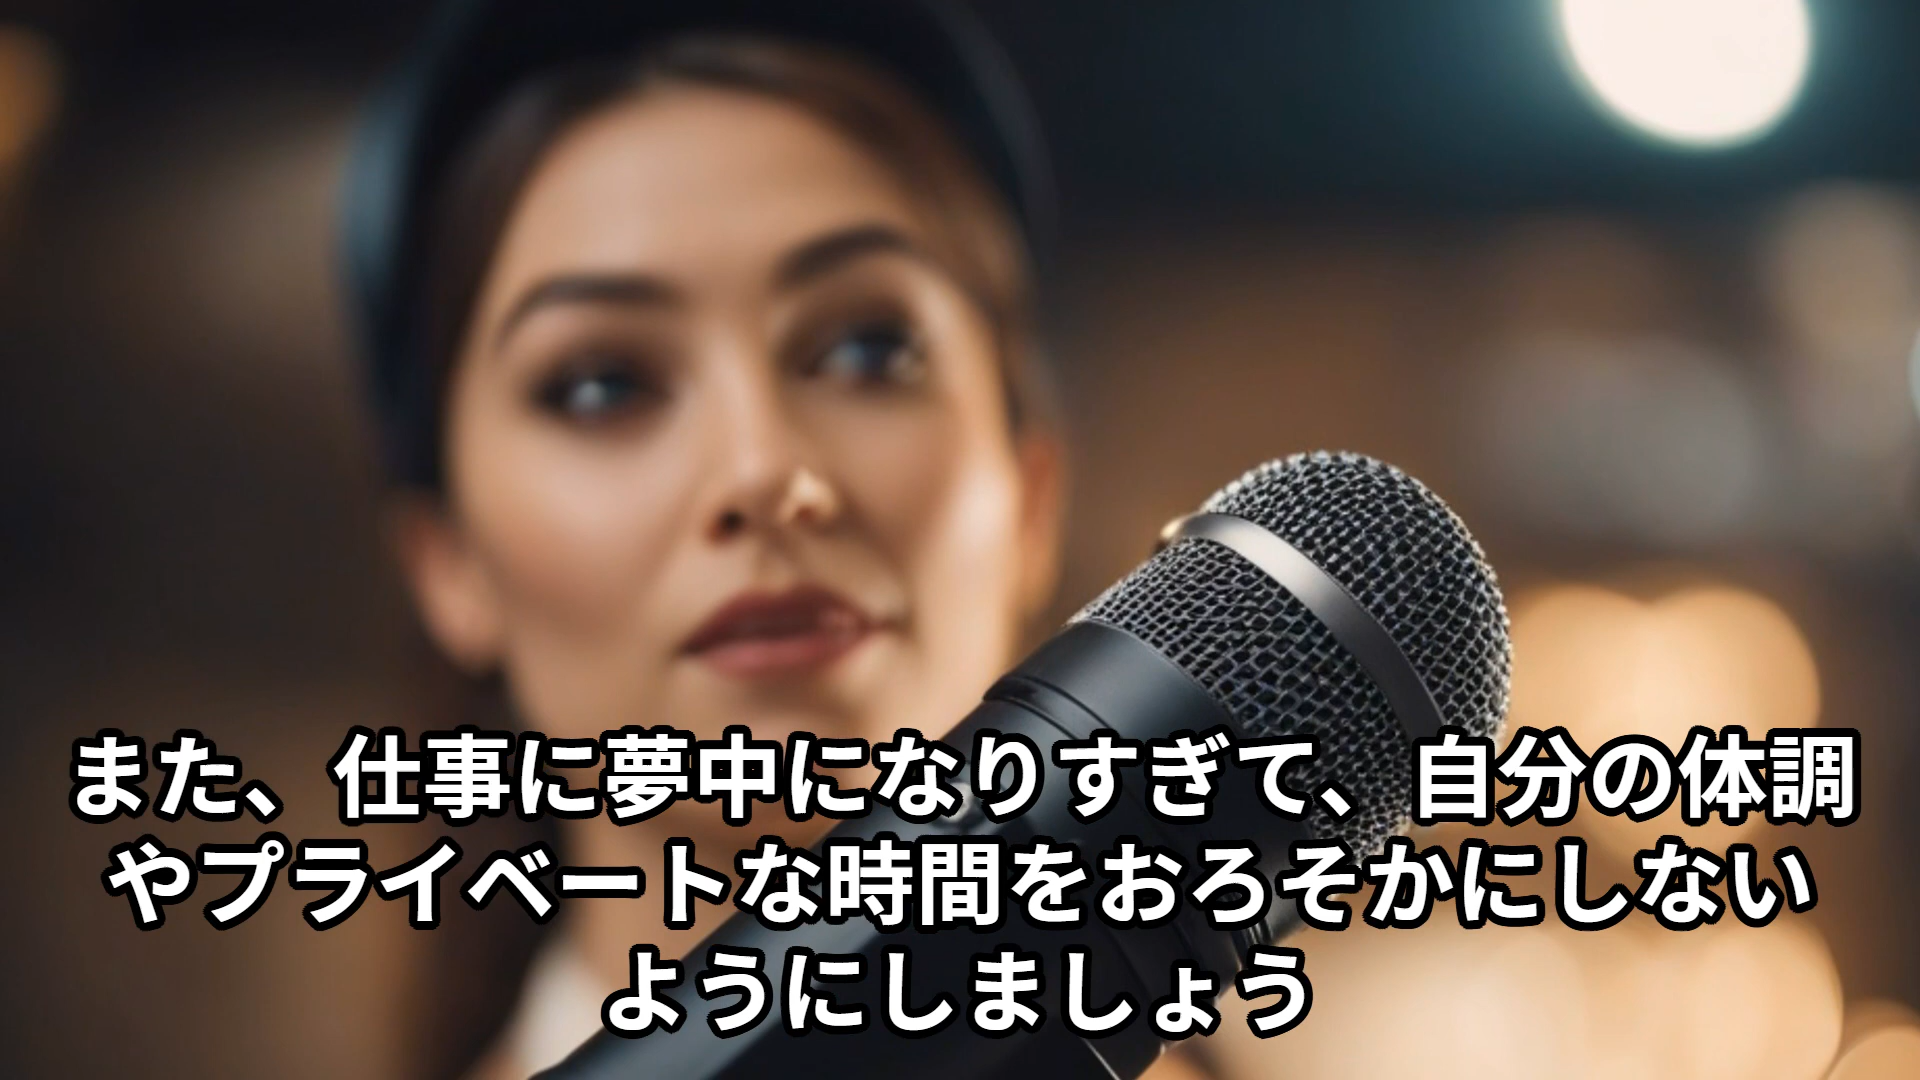 また、仕事に夢中になりすぎて、自分の体調
やプライベートな時間をおろそかにしない
ようにしましょう